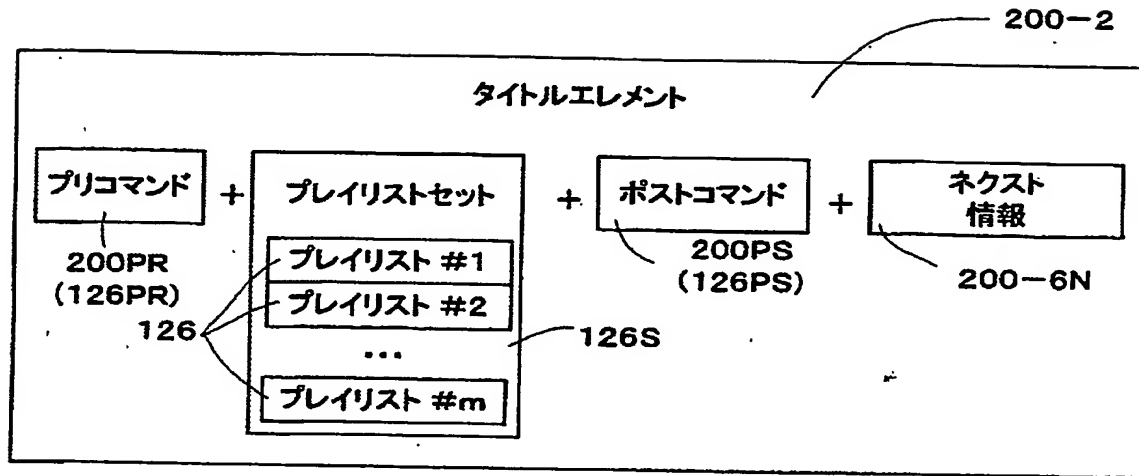 200-2
タイトルエレメント
プリコマンド
+
プレイリストセット
+
ポストコマンド
+
ネクスト
情報
200PR
(126PR)
プレイリスト #1
プレイリスト #2
...
プレイリスト #m
126
126S
200PS
(126PS)
200-6N